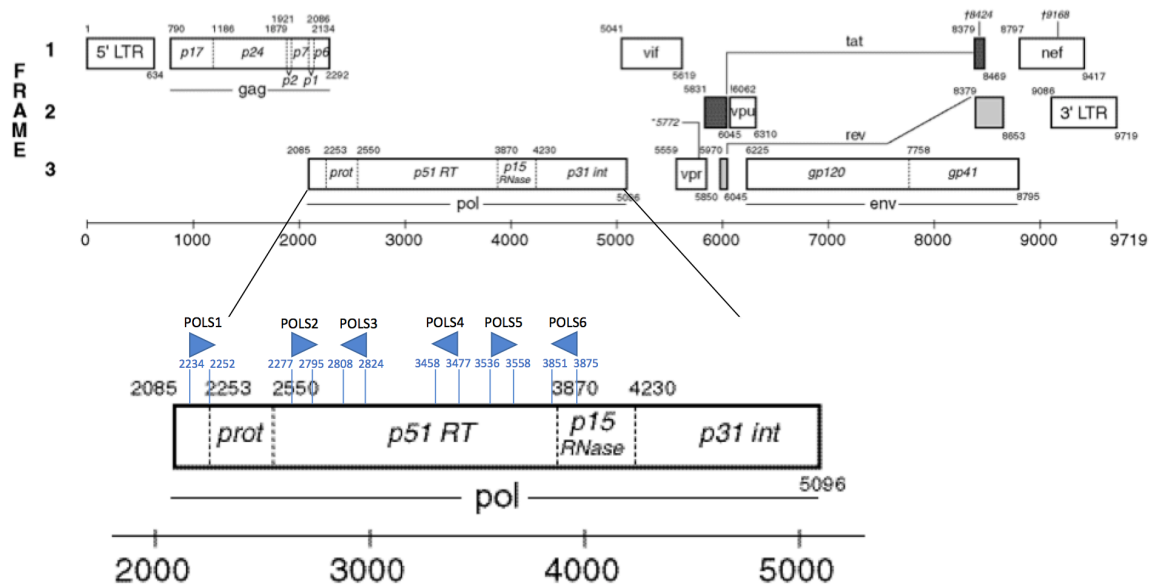 1921 2086
1 790 1186 1879 2134 5041 †8424 †9168
8379 8797
1 5' LTR p17 p24 p7 p6 vif tat nef
634 p2 p1 2292 5619 8469 9417
gag
FRAME
5831 !6062 8379 9086
2 vpu 3' LTR
*5772 6045 6310 rev 8653 9719
2085 2253 2550 3870 4230 5559 5970 6225 7758
3 prot p51 RT p15 RNase p31 int vpr gp120 gp41
5096 5850 6045 8795
pol env
0 1000 2000 3000 4000 5000 6000 7000 8000 9000 9719
POLS1 POLS2 POLS3 POLS4 POLS5 POLS6
2234 2252 2277 2795 2808 2824 3458 3477 3536 3558 3851 3875
2085 2253 2550 3870 4230
prot p51 RT p15 p31 int
RNase
5096
pol
2000 3000 4000 5000